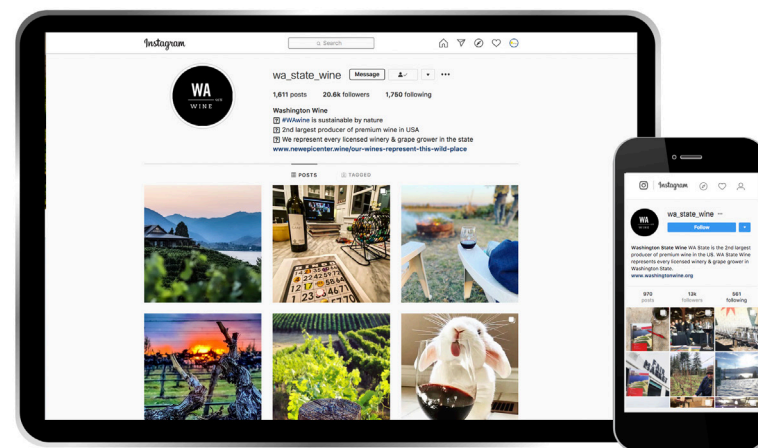 Instagram
Search
WA
WINE
wa_state_wine Message
1,611 posts 20.6k followers 1,750 following
Washington Wine
? #WAwine is sustainable by nature
? 2nd largest producer of premium wine in USA
? We represent every licensed winery & grape grower in the state
www.newepicenter.wine/our-wines-represent-this-wild-place
POSTS TAGGED
Instagram
WA
wa_state_wine
Follow
Washington State Wine WA State is the 2nd largest
producer of premium wine in the US. WA State Wine
represents every licensed winery & grape grower in
Washington State.
www.washingtonwine.org
970 13k 561
posts followers following